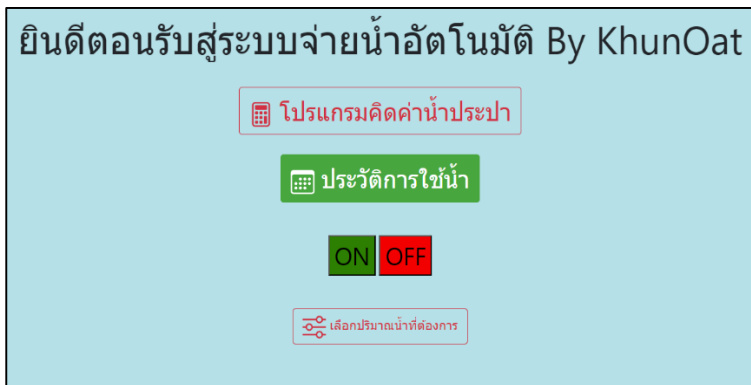 ยินดีตอนรับสู่ระบบจ่ายน้ำอัตโนมัติ By KhunOat
โปรแกรมคิดค่าน้ำประปา
ประวัติการใช้น้ำ
ON OFF
เลือกปริมาณน้ำที่ต้องการ